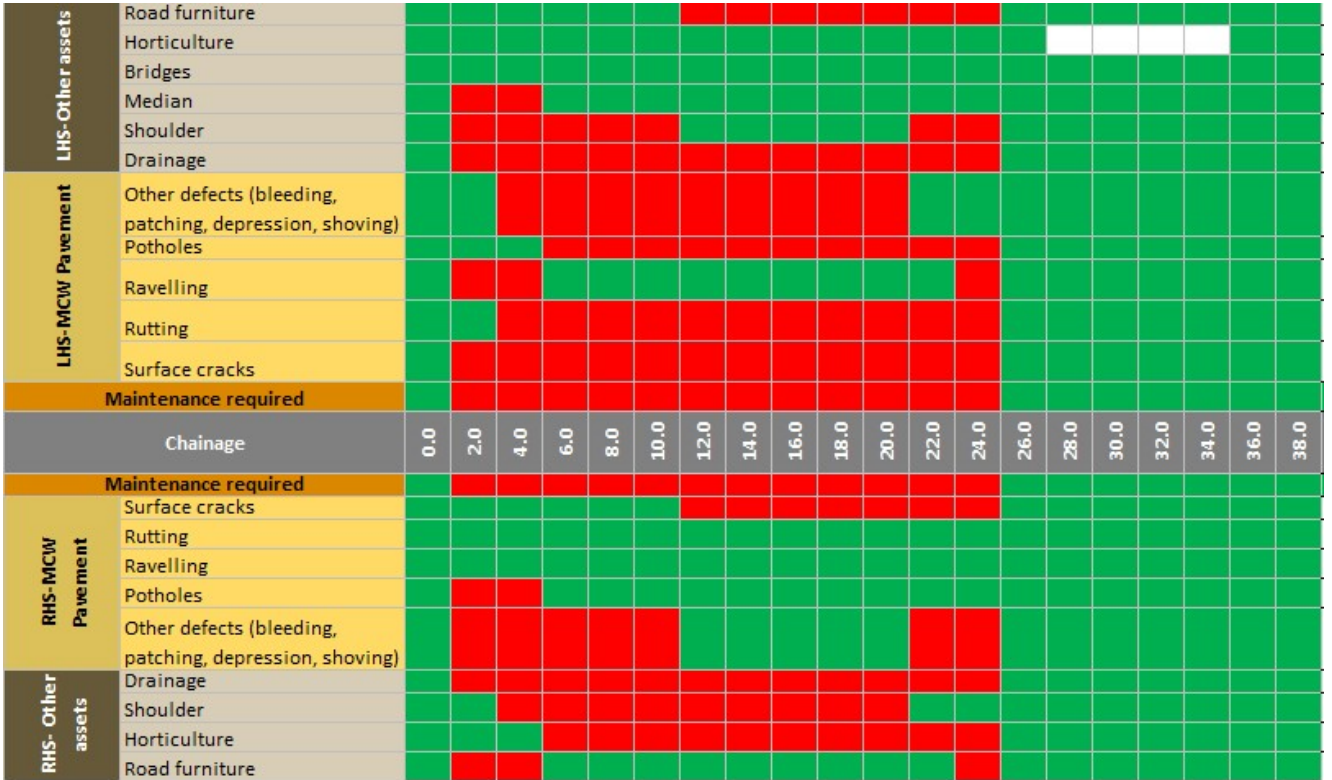 LHS-Other assets
Road furniture
Horticulture
Bridges
Median
Shoulder
Drainage
LHS-MCW Pavement
Other defects (bleeding,
patching, depression, shoving)
Potholes
Ravelling
Rutting
Surface cracks
Maintenance required
Chainage 0.0 2.0 4.0 6.0 8.0 10.0 12.0 14.0 16.0 18.0 20.0 22.0 24.0 26.0 28.0 30.0 32.0 34.0 36.0 38.0
Maintenance required
RHS-MCW
Pavement
Surface cracks
Rutting
Ravelling
Potholes
Other defects (bleeding,
patching, depression, shoving)
RHS- Other
assets
Drainage
Shoulder
Horticulture
Road furniture